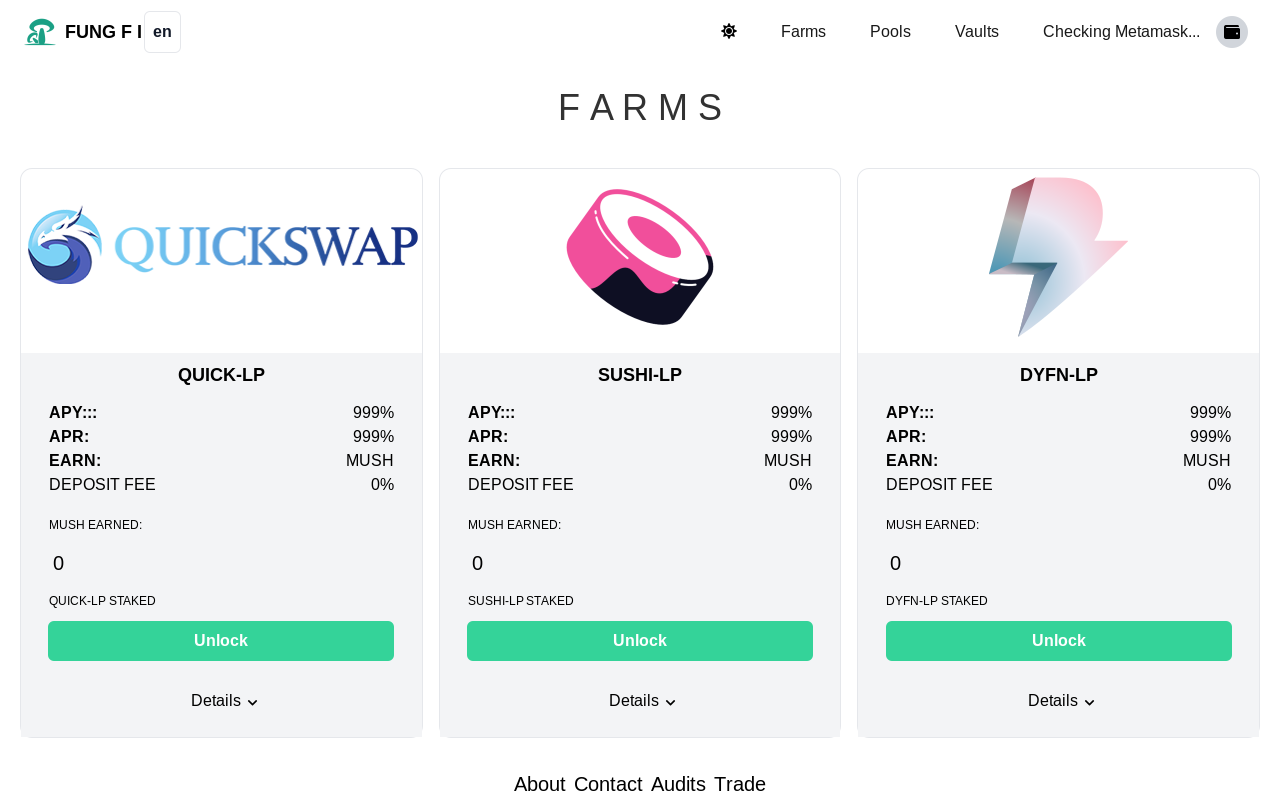 FUNG F I en Farms Pools Vaults Checking Metamask...
FARMS
QUICKSWAP
QUICK-LP
APY::: 999%
APR: 999%
EARN: MUSH
DEPOSIT FEE 0%
MUSH EARNED:
0
QUICK-LP STAKED
Unlock
Details
SUSHI-LP
APY::: 999%
APR: 999%
EARN: MUSH
DEPOSIT FEE 0%
MUSH EARNED:
0
SUSHI-LP STAKED
Unlock
Details
DYFN-LP
APY::: 999%
APR: 999%
EARN: MUSH
DEPOSIT FEE 0%
MUSH EARNED:
0
DYFN-LP STAKED
Unlock
Details
About Contact Audits Trade